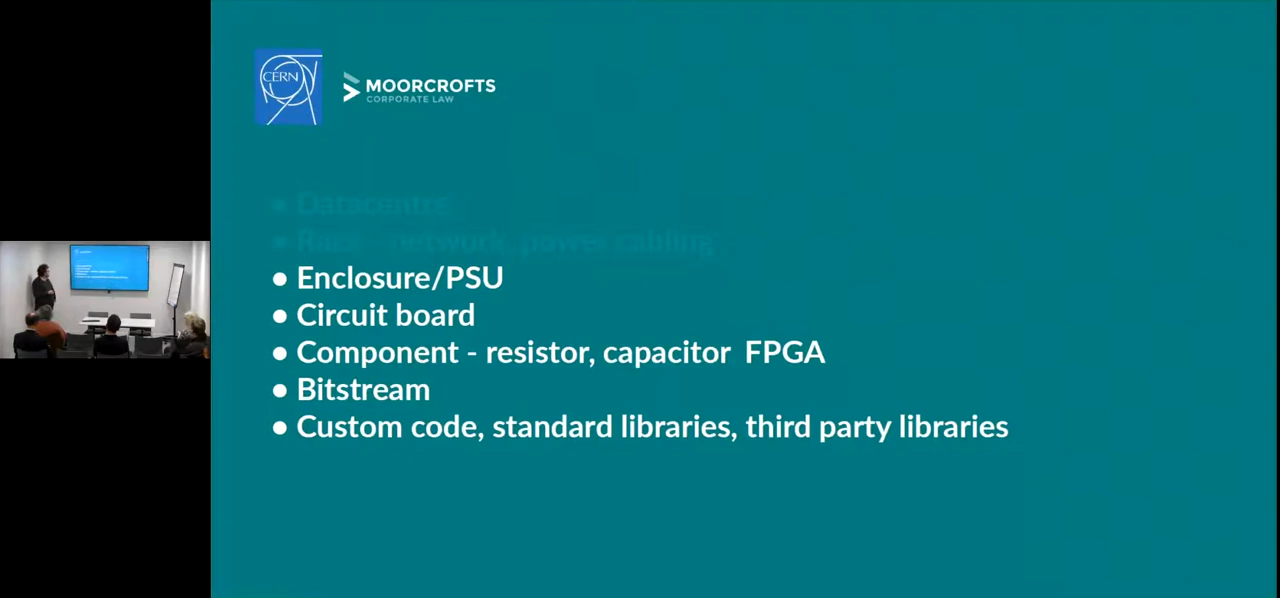 CERN
MOORCROFTS
CORPORATE LAW
● Datacentre
● Rack - network, power cabling
● Enclosure/PSU
● Circuit board
● Component - resistor, capacitor FPGA
● Bitstream
● Custom code, standard libraries, third party libraries